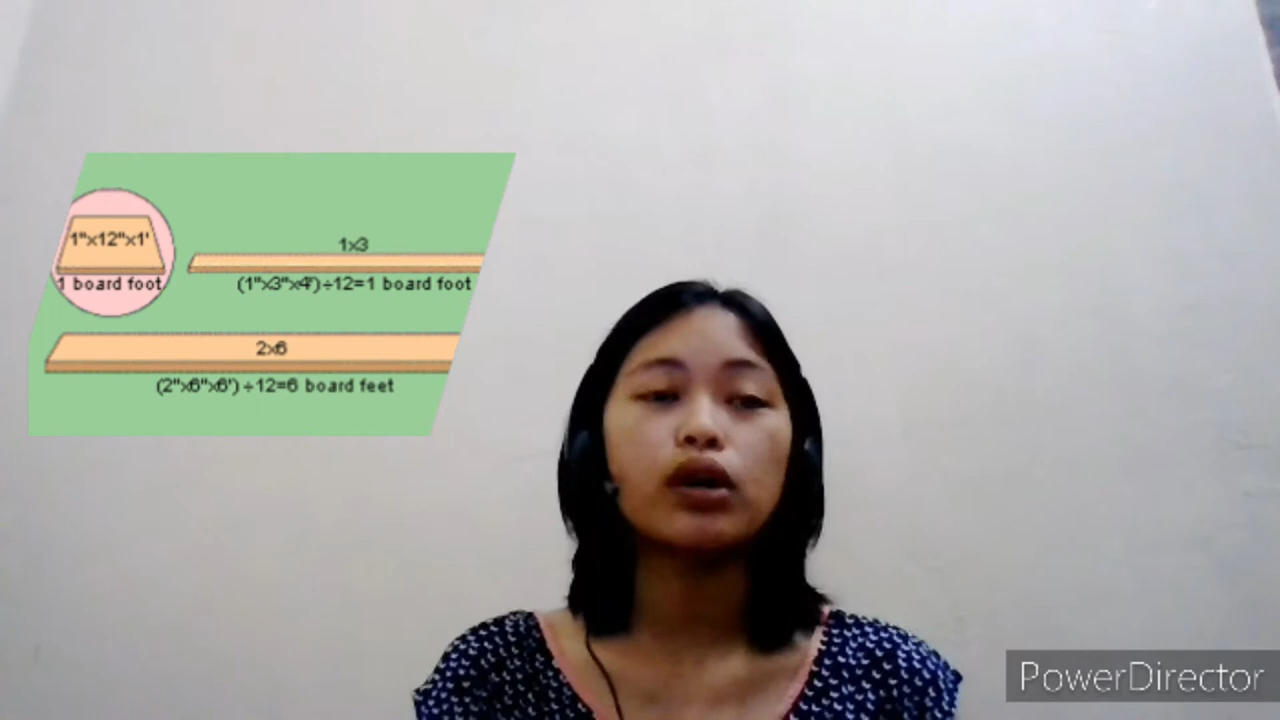 1"x12"x1'
1 board foot
1x3
(1"x3"x4')÷12=1 board foot
2x6
(2"x6"x6')÷12=6 board feet
PowerDirector